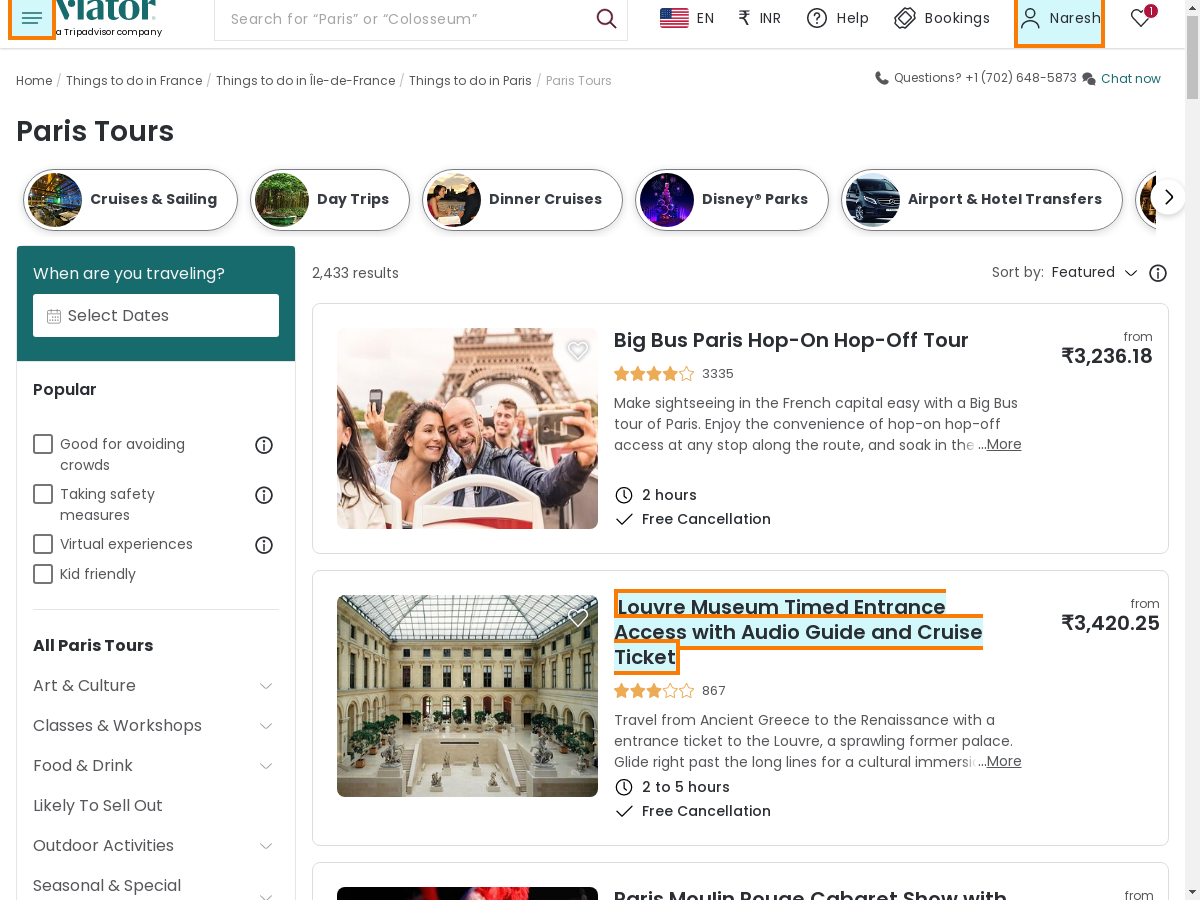 Viator
a Tripadvisor company
Search for “Paris” or “Colosseum”
EN
₹ INR
Help
Bookings
Naresh
1
Home / Things to do in France / Things to do in Île-de-France / Things to do in Paris / Paris Tours
Questions? +1 (702) 648-5873 Chat now
Paris Tours
Cruises & Sailing
Day Trips
Dinner Cruises
Disney® Parks
Airport & Hotel Transfers
When are you traveling?
Select Dates
Popular
Good for avoiding
crowds
Taking safety
measures
Virtual experiences
Kid friendly
All Paris Tours
Art & Culture
Classes & Workshops
Food & Drink
Likely To Sell Out
Outdoor Activities
Seasonal & Special
2,433 results
Sort by: Featured
Big Bus Paris Hop-On Hop-Off Tour
3335
Make sightseeing in the French capital easy with a Big Bus
tour of Paris. Enjoy the convenience of hop-on hop-off
access at any stop along the route, and soak in the ...More
2 hours
Free Cancellation
from
₹3,236.18
Louvre Museum Timed Entrance
Access with Audio Guide and Cruise
Ticket
867
Travel from Ancient Greece to the Renaissance with a
entrance ticket to the Louvre, a sprawling former palace.
Glide right past the long lines for a cultural immersio...More
2 to 5 hours
Free Cancellation
from
₹3,420.25
Paris Moulin Rouge Cabaret Show with
from